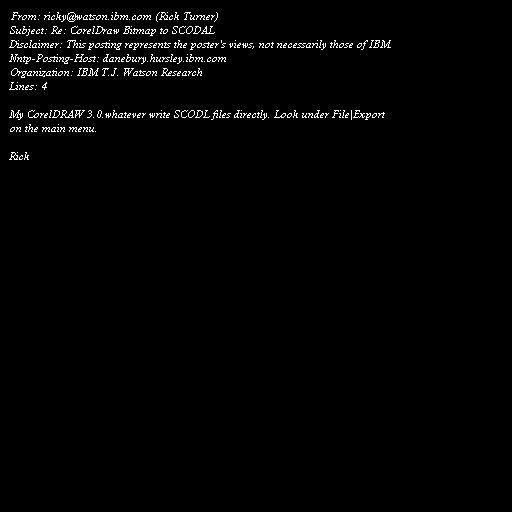 From: ricky@watson.ibm.com (Rick Turner)
Subject: Re: CorelDraw Bitmap to SCODAL
Disclaimer: This posting represents the poster's views, not necessarily those of IBM
Nntp-Posting-Host: danebury.hursley.ibm.com
Organization: IBM T.J. Watson Research
Lines: 4

My CorelDRAW 3.0.whatever write SCODL files directly. Look under File|Export
on the main menu.

Rick